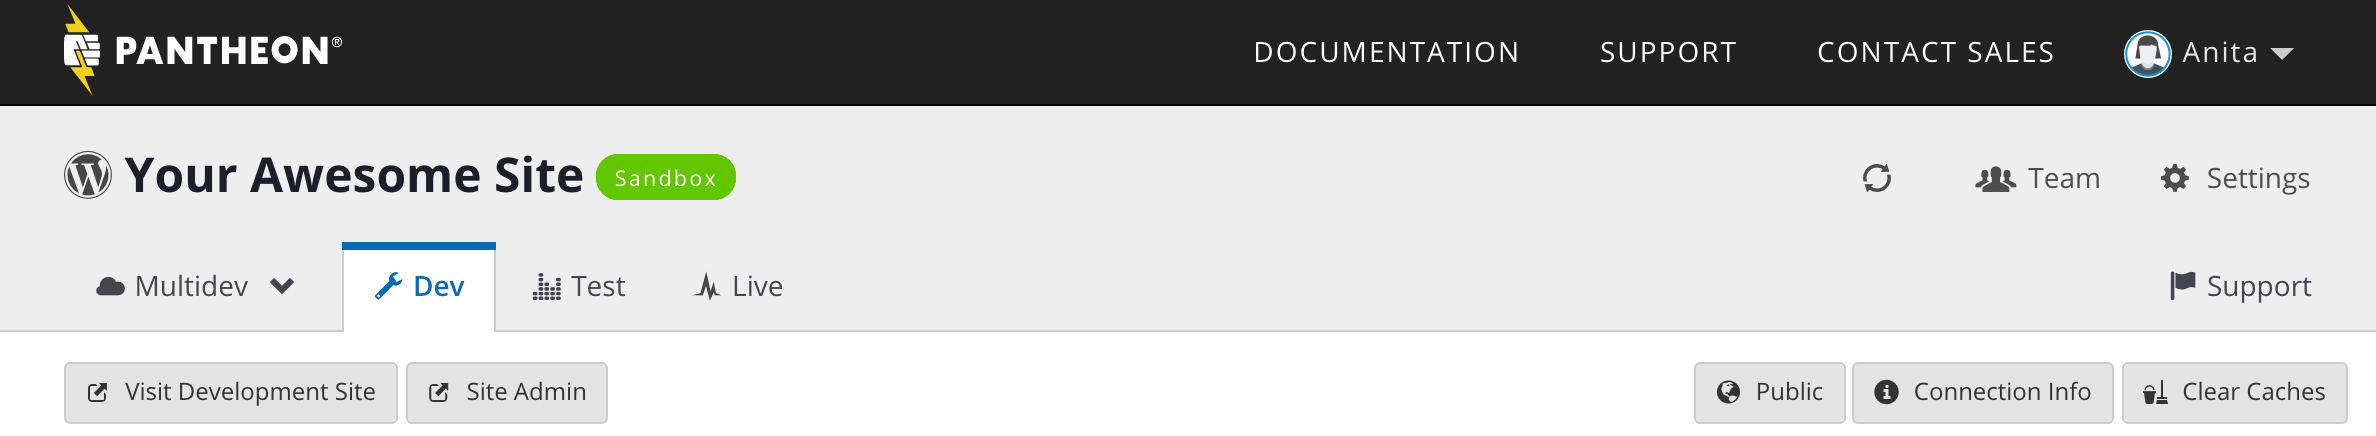 PANTHEON® DOCUMENTATION SUPPORT CONTACT SALES Anita
Your Awesome Site Sandbox Team Settings
Multidev Dev Test Live Support
Visit Development Site Site Admin Public Connection Info Clear Caches